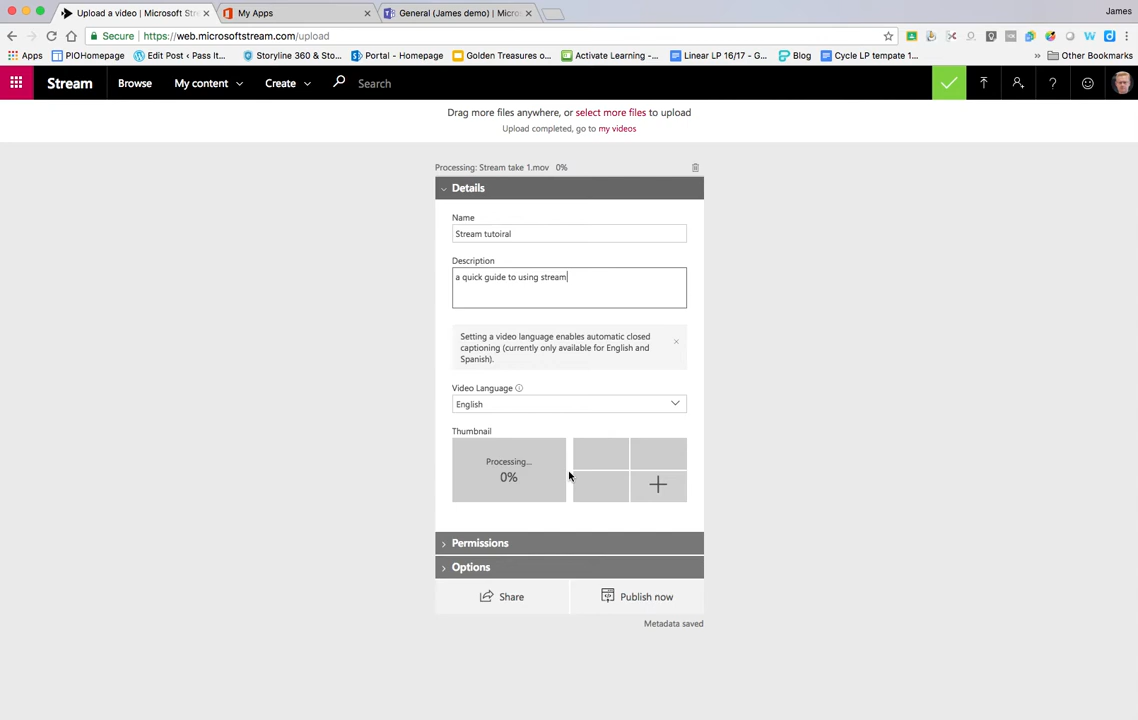 Upload a video | Microsoft Str
My Apps
General (James demo) | Micros
James
Secure | https://web.microsoftstream.com/upload
Apps
PIOHomepage
Edit Post ‹ Pass It...
Storyline 360 & Sto...
Portal - Homepage
Golden Treasures o...
Activate Learning -...
Linear LP 16/17 - G...
Blog
Cycle LP tempate 1...
»
Other Bookmarks
Stream
Browse
My content
Create
Search
Drag more files anywhere, or select more files to upload
Upload completed, go to my videos
Processing: Stream take 1.mov 0%
Details
Name
Stream tutoiral
Description
a quick guide to using stream
Setting a video language enables automatic closed
captioning (currently only available for English and
Spanish).
Video Language
English
Thumbnail
Processing...
0%
Permissions
Options
Share
Publish now
Metadata saved